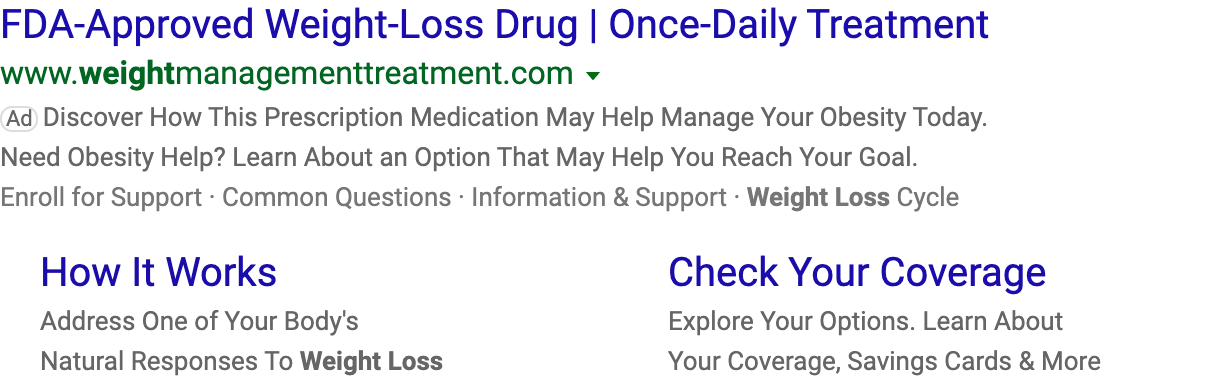 FDA-Approved Weight-Loss Drug | Once-Daily Treatment
www.weightmanagementtreatment.com
Ad Discover How This Prescription Medication May Help Manage Your Obesity Today.
Need Obesity Help? Learn About an Option That May Help You Reach Your Goal.
Enroll for Support · Common Questions · Information & Support · Weight Loss Cycle
How It Works
Address One of Your Body's
Natural Responses To Weight Loss
Check Your Coverage
Explore Your Options. Learn About
Your Coverage, Savings Cards & More